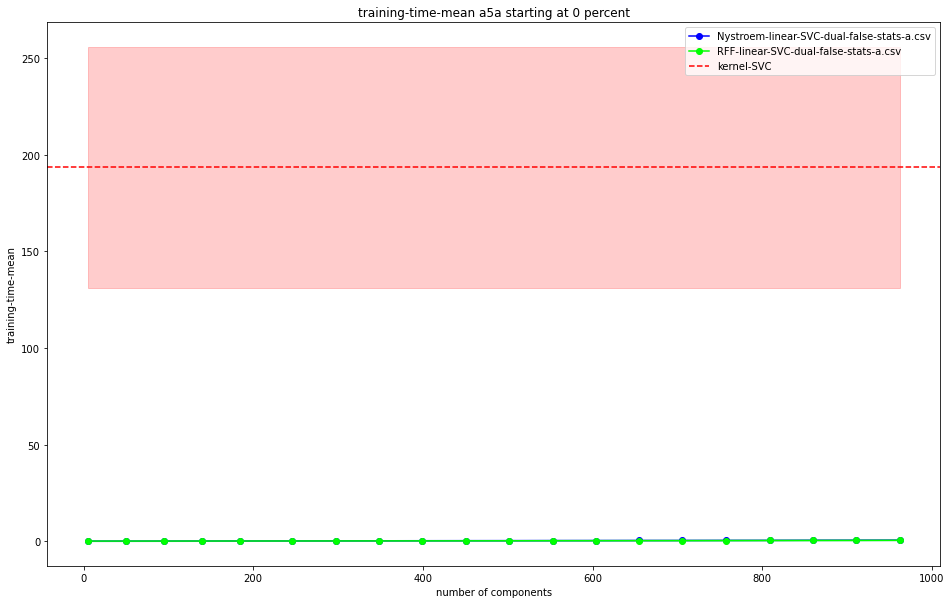 training-time-mean a5a starting at 0 percent
Nystroem-linear-SVC-dual-false-stats-a.csv
RFF-linear-SVC-dual-false-stats-a.csv
kernel-SVC
training-time-mean
250
200
150
100
50
0
0 200 400 600 800 1000
number of components